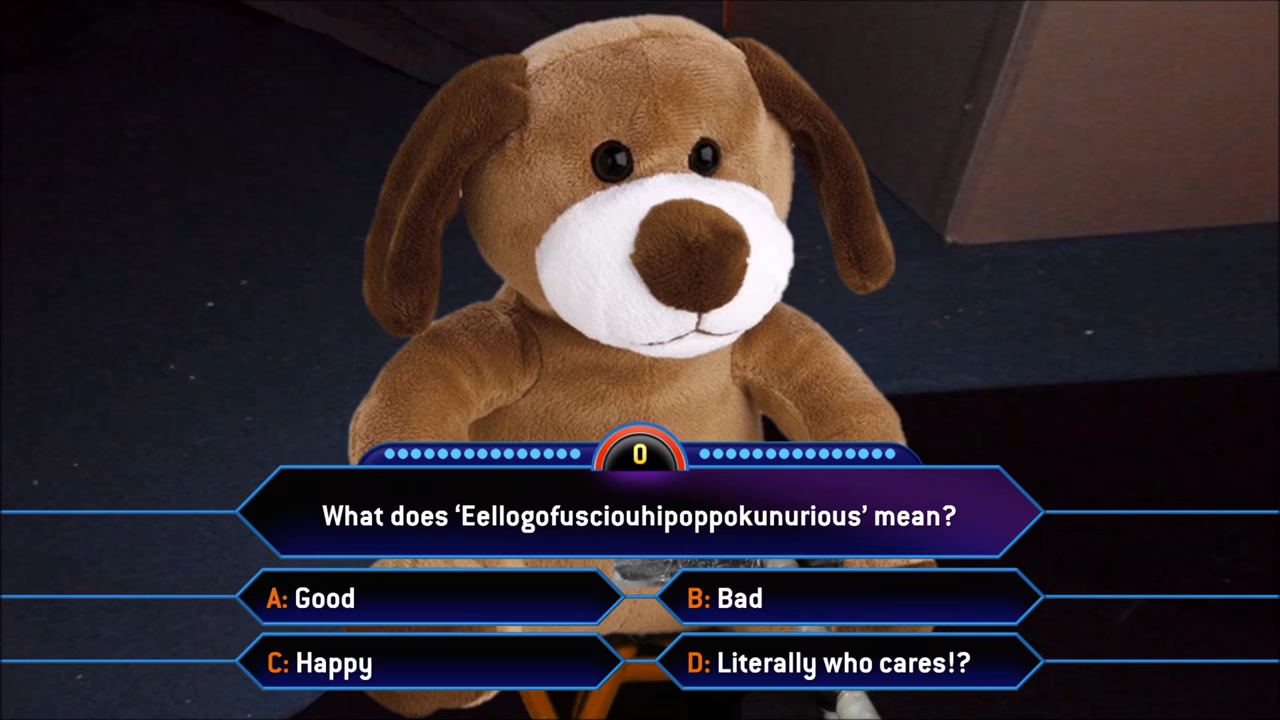 0
What does ‘Eellogofusciouhipoppokunurious’ mean?
A: Good
B: Bad
C: Happy
D: Literally who cares!?